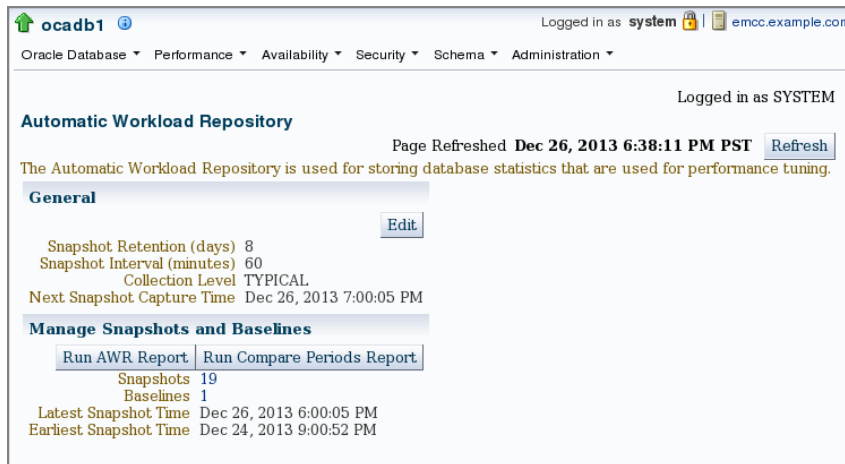 ocadb1 Logged in as system emcc.example.com
Oracle Database Performance Availability Security Schema Administration
Logged in as SYSTEM
Automatic Workload Repository
Page Refreshed Dec 26, 2013 6:38:11 PM PST Refresh
The Automatic Workload Repository is used for storing database statistics that are used for performance tuning.
General
Edit
Snapshot Retention (days) 8
Snapshot Interval (minutes) 60
Collection Level TYPICAL
Next Snapshot Capture Time Dec 26, 2013 7:00:05 PM
Manage Snapshots and Baselines
Run AWR Report Run Compare Periods Report
Snapshots 19
Baselines 1
Latest Snapshot Time Dec 26, 2013 6:00:05 PM
Earliest Snapshot Time Dec 24, 2013 9:00:52 PM